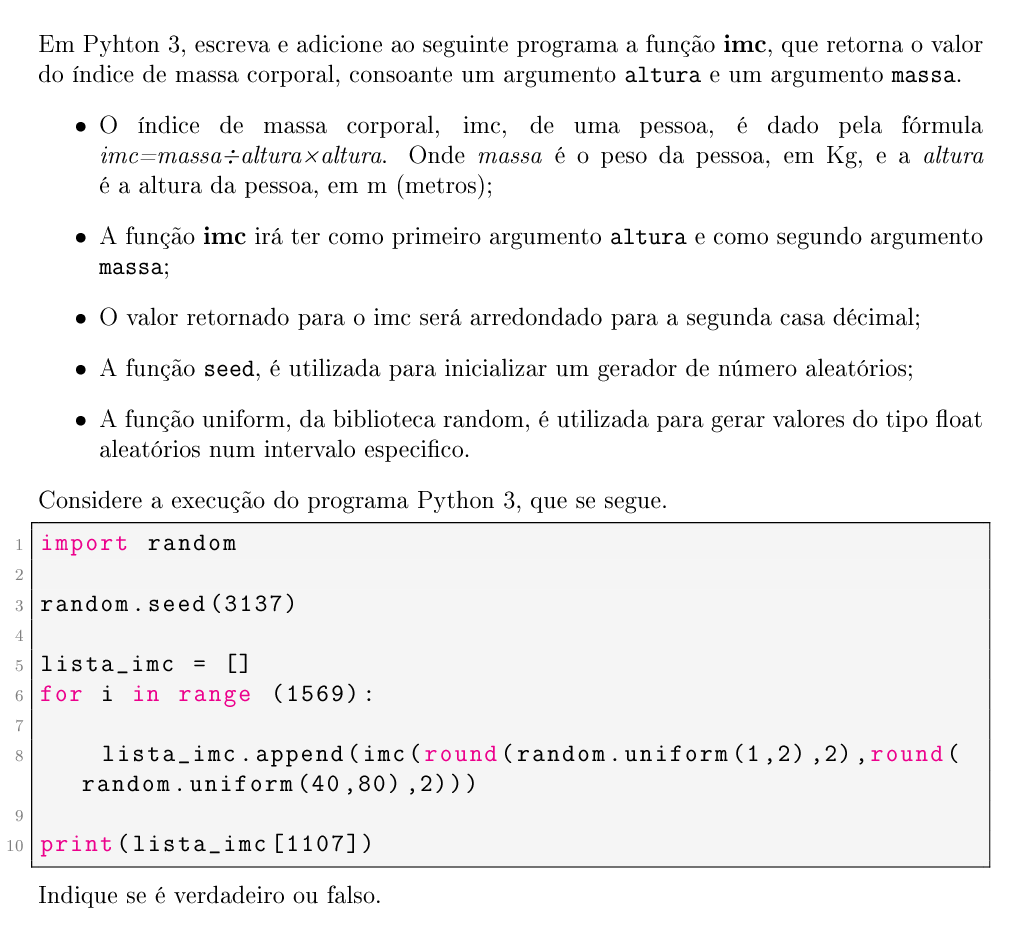 Em Pyhton 3, escreva e adicione ao seguinte programa a função imc, que retorna o valor
do índice de massa corporal, consoante um argumento altura e um argumento massa.
• O índice de massa corporal, imc, de uma pessoa, é dado pela fórmula
imc=massa÷altura×altura. Onde massa é o peso da pessoa, em Kg, e a altura
é a altura da pessoa, em m (metros);
• A função imc irá ter como primeiro argumento altura e como segundo argumento
massa;
• O valor retornado para o imc será arredondado para a segunda casa décimal;
• A função seed, é utilizada para inicializar um gerador de número aleatórios;
• A função uniform, da biblioteca random, é utilizada para gerar valores do tipo float
aleatórios num intervalo especifico.
Considere a execução do programa Python 3, que se segue.
1 import random
2
3 random.seed(3137)
4
5 lista_imc = []
6 for i in range (1569):
7
8 lista_imc.append(imc(round(random.uniform(1,2),2),round(
random.uniform(40,80),2)))
9
10 print(lista_imc[1107])
Indique se é verdadeiro ou falso.